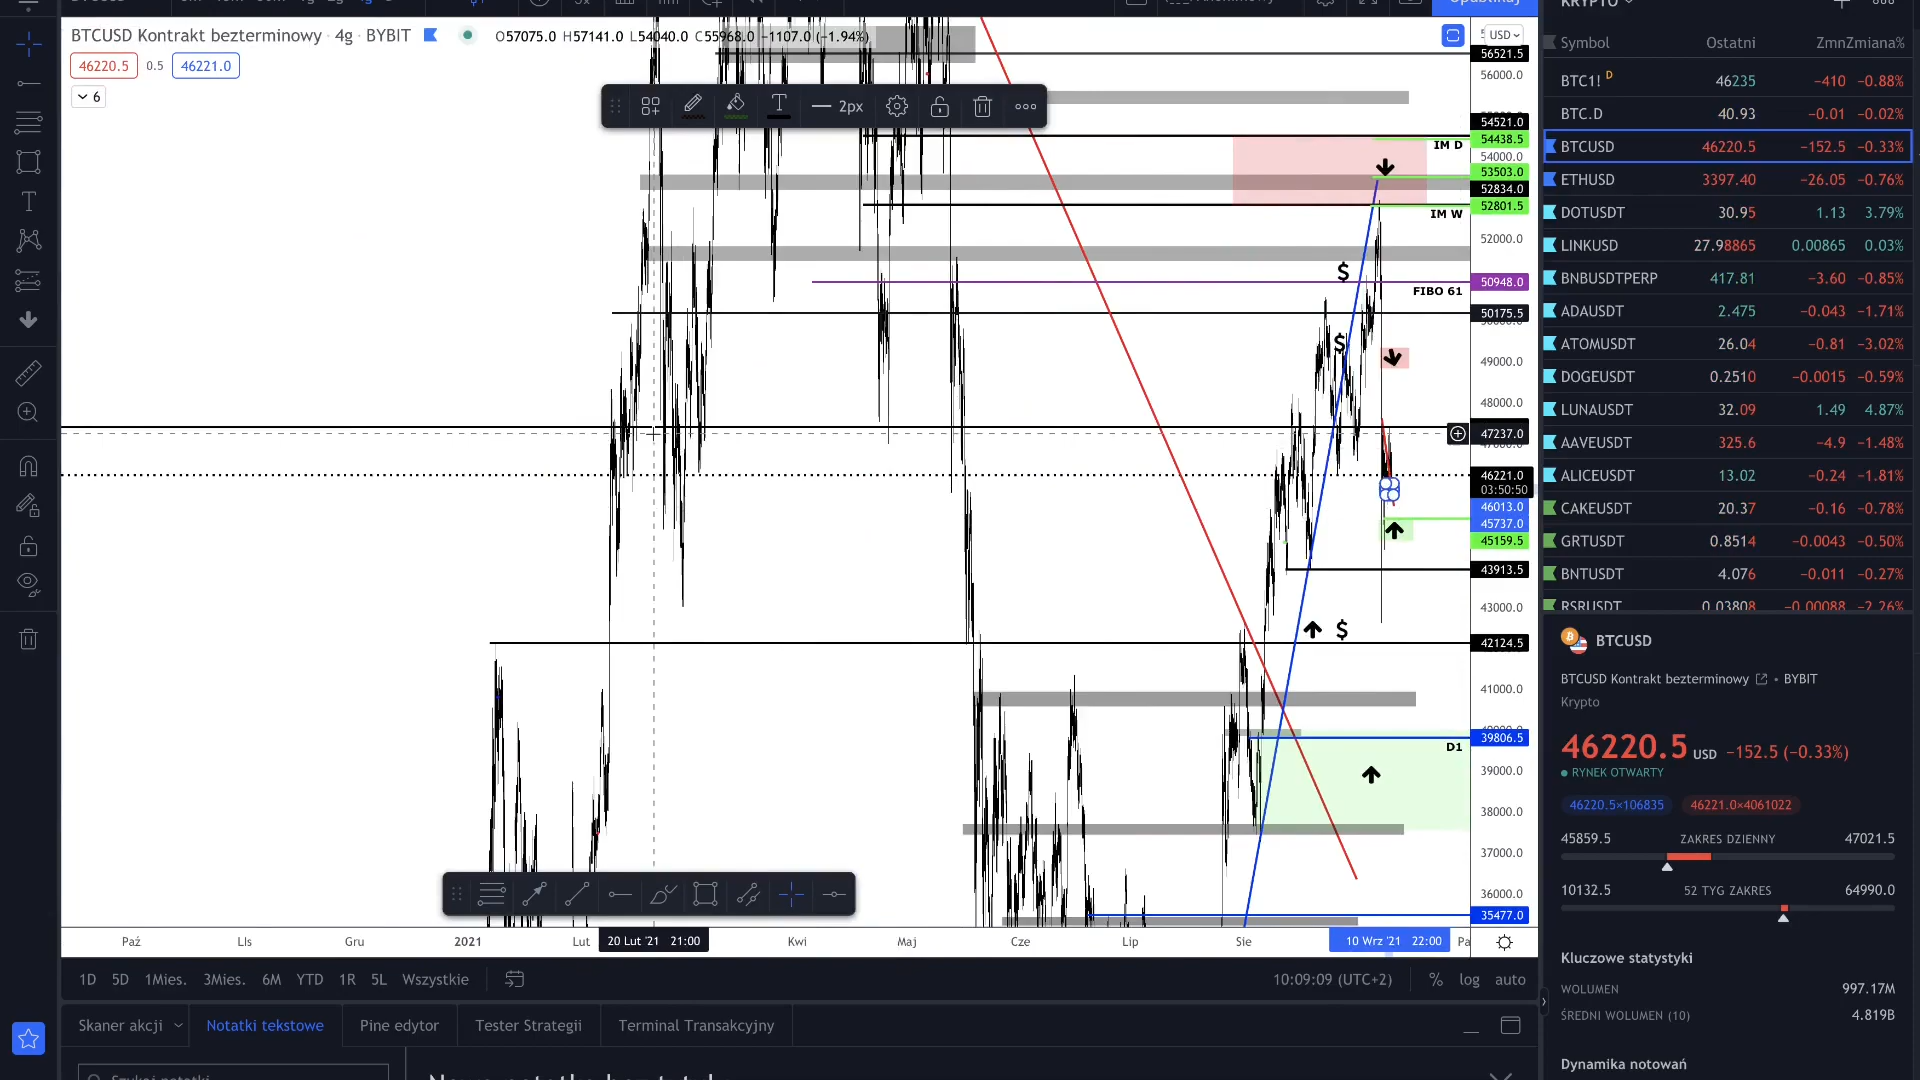 BTCUSD Kontrakt bezterminowy · 4g · BYBIT O57075.0 H57141.0 L54040.0 C55968.0 −1107.0 (−1.94%)
46220.5 0.5 46221.0
6
2px
USD
56521.5
56000.0
54521.0
54438.5
IM D
54000.0
53503.0
52834.0
52801.5
IM W
52000.0
$
50948.0
FIBO 61
50175.5
$
49000.0
48000.0
47237.0
46221.0
03:50:50
46013.0
45737.0
45159.5
43913.5
43000.0
$
42124.5
41000.0
39806.5
D1
39000.0
38000.0
37000.0
36000.0
35477.0
Paź LIs Gru 2021 Lut 20 Lut '21 21:00 Kwi Maj Cze Lip Sie 10 Wrz '21 22:00 Pa
1D 5D 1Mies. 3Mies. 6M YTD 1R 5L Wszystkie 10:09:09 (UTC+2) % log auto
Skaner akcji Notatki tekstowe Pine edytor Tester Strategii Terminal Transakcyjny
KRYPTO
Symbol Ostatni Zmn Zmiana%
BTC1! D 46235 −410 −0.88%
BTC.D 40.93 −0.01 −0.02%
BTCUSD 46220.5 −152.5 −0.33%
ETHUSD 3397.40 −26.05 −0.76%
DOTUSDT 30.95 1.13 3.79%
LINKUSD 27.98865 0.00865 0.03%
BNBUSDTPERP 417.81 −3.60 −0.85%
ADAUSDT 2.475 −0.043 −1.71%
ATOMUSDT 26.04 −0.81 −3.02%
DOGEUSDT 0.2510 −0.0015 −0.59%
LUNAUSDT 32.09 1.49 4.87%
AAVEUSDT 325.6 −4.9 −1.48%
ALICEUSDT 13.02 −0.24 −1.81%
CAKEUSDT 20.37 −0.16 −0.78%
GRTUSDT 0.8514 −0.0043 −0.50%
BNTUSDT 4.076 −0.011 −0.27%
RSRUSDT 0.03808 −0.00088 −2.26%
BTCUSD
BTCUSD Kontrakt bezterminowy • BYBIT
Krypto
46220.5 USD −152.5 (−0.33%)
RYNEK OTWARTY
46220.5×106835 46221.0×4061022
45859.5 ZAKRES DZIENNY 47021.5
10132.5 52 TYG ZAKRES 64990.0
Kluczowe statystyki
WOLUMEN 997.17M
ŚREDNI WOLUMEN (10) 4.819B
Dynamika notowań